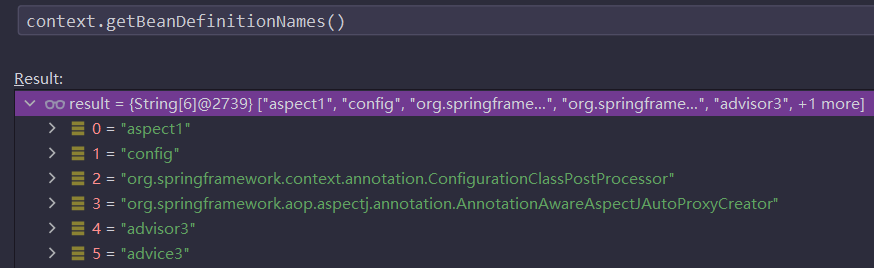 context.getBeanDefinitionNames()
Result:
result = {String[6]@2739} ["aspect1", "config", "org.springframe...", "org.springframe...", "advisor3", +1 more]
0 = "aspect1"
1 = "config"
2 = "org.springframework.context.annotation.ConfigurationClassPostProcessor"
3 = "org.springframework.aop.aspectj.annotation.AnnotationAwareAspectJAutoProxyCreator"
4 = "advisor3"
5 = "advice3"